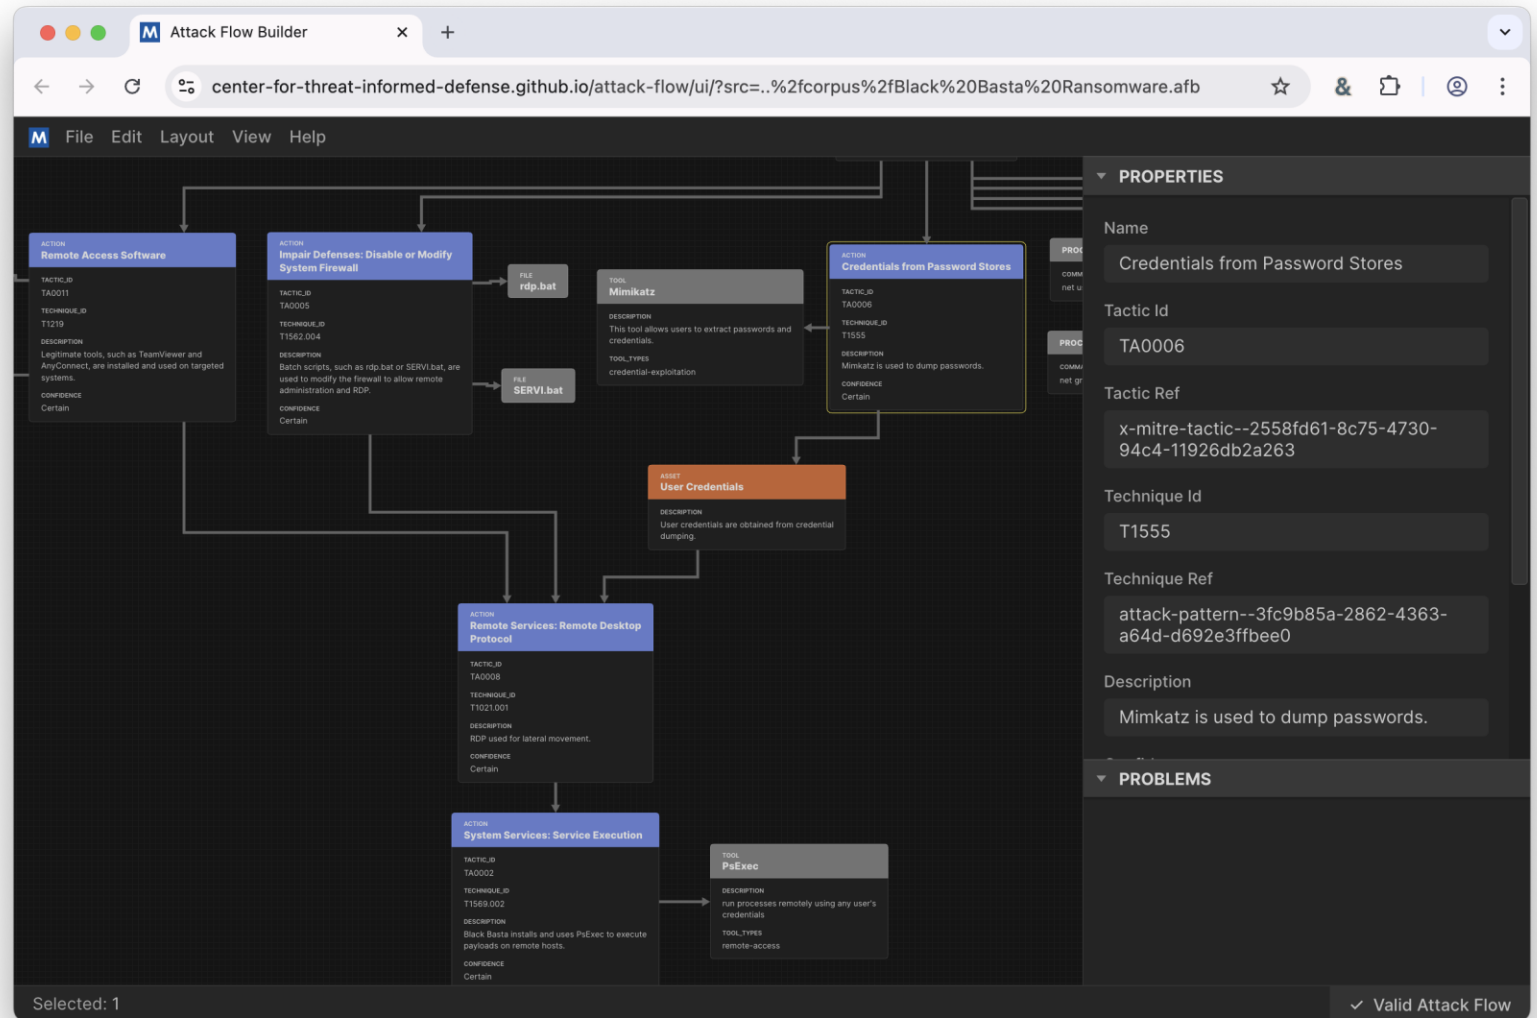 Attack Flow Builder
center-for-threat-informed-defense.github.io/attack-flow/ui/?src=..%2fcorpus%2fBlack%20Basta%20Ransomware.afb
M File Edit Layout View Help
ACTION
Remote Access Software
TACTIC_ID
TA0011
TECHNIQUE_ID
T1219
DESCRIPTION
Legitimate tools, such as TeamViewer and
AnyConnect, are installed and used on targeted
systems.
CONFIDENCE
Certain
ACTION
Impair Defenses: Disable or Modify
System Firewall
TACTIC_ID
TA0005
TECHNIQUE_ID
T1562.004
DESCRIPTION
Batch scripts, such as rdp.bat or SERVI.bat, are
used to modify the firewall to allow remote
administration and RDP.
CONFIDENCE
Certain
FILE
rdp.bat
FILE
SERVI.bat
TOOL
Mimikatz
DESCRIPTION
This tool allows users to extract passwords and
credentials.
TOOL_TYPES
credential-exploitation
ACTION
Credentials from Password Stores
TACTIC_ID
TA0006
TECHNIQUE_ID
T1555
DESCRIPTION
Mimkatz is used to dump passwords.
CONFIDENCE
Certain
PROC
COMM
net u
PROC
COMM
net gr
ASSET
User Credentials
DESCRIPTION
User credentials are obtained from credential
dumping.
ACTION
Remote Services: Remote Desktop
Protocol
TACTIC_ID
TA0008
TECHNIQUE_ID
T1021.001
DESCRIPTION
RDP used for lateral movement.
CONFIDENCE
Certain
ACTION
System Services: Service Execution
TACTIC_ID
TA0002
TECHNIQUE_ID
T1569.002
DESCRIPTION
Black Basta installs and uses PsExec to execute
payloads on remote hosts.
CONFIDENCE
Certain
TOOL
PsExec
DESCRIPTION
run processes remotely using any user's
credentials
TOOL_TYPES
remote-access
PROPERTIES
Name
Credentials from Password Stores
Tactic Id
TA0006
Tactic Ref
x-mitre-tactic--2558fd61-8c75-4730-
94c4-11926db2a263
Technique Id
T1555
Technique Ref
attack-pattern--3fc9b85a-2862-4363-
a64d-d692e3ffbee0
Description
Mimkatz is used to dump passwords.
PROBLEMS
Selected: 1
Valid Attack Flow